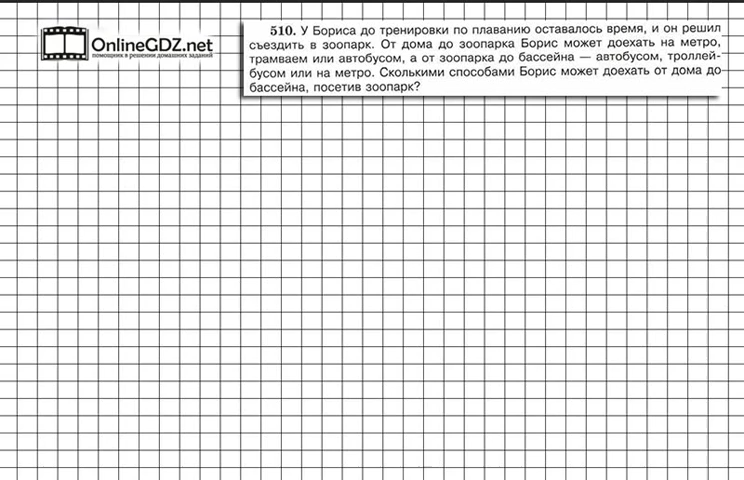 OnlineGDZ.net
помощник в решении домашних заданий
510. У Бориса до тренировки по плаванию оставалось время, и он решил
съездить в зоопарк. От дома до зоопарка Борис может доехать на метро,
трамваем или автобусом, а от зоопарка до бассейна — автобусом, троллей-
бусом или на метро. Сколькими способами Борис может доехать от дома до
бассейна, посетив зоопарк?